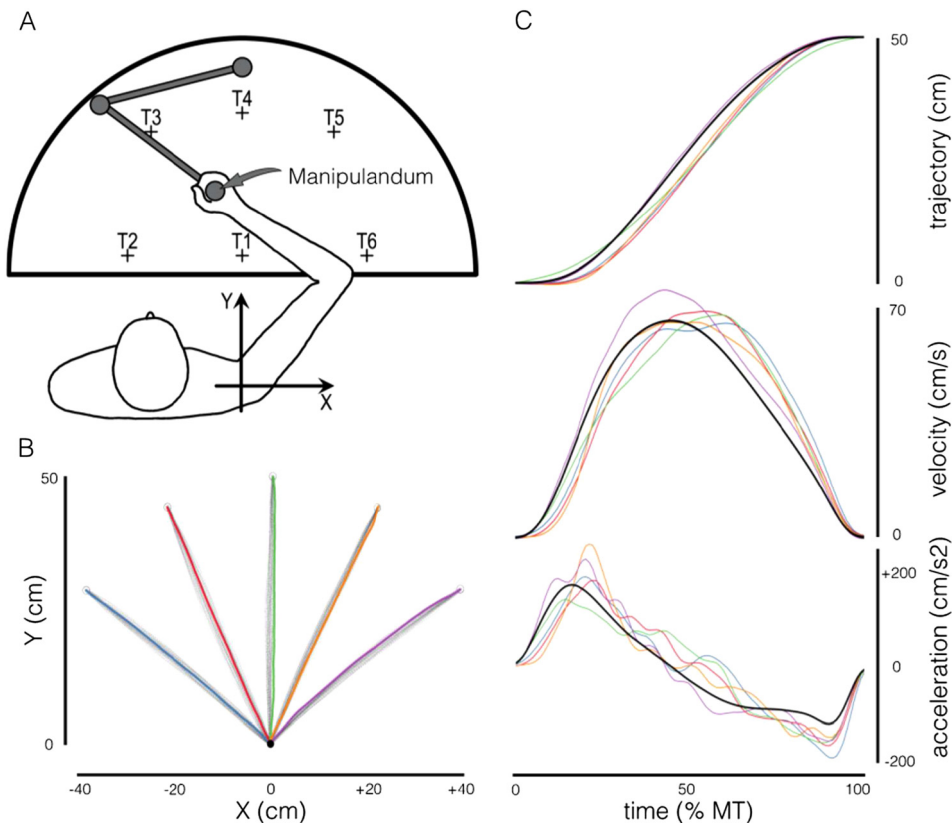 A
T4
T3
T5
Manipulandum
T2
T1
T6
Y
X
B
50
Y (cm)
0
-40
-20
0
+20
+40
X (cm)
C
50
trajectory (cm)
0
70
velocity (cm/s)
0
+200
0
acceleration (cm/s2)
-200
0
50
100
time (% MT)